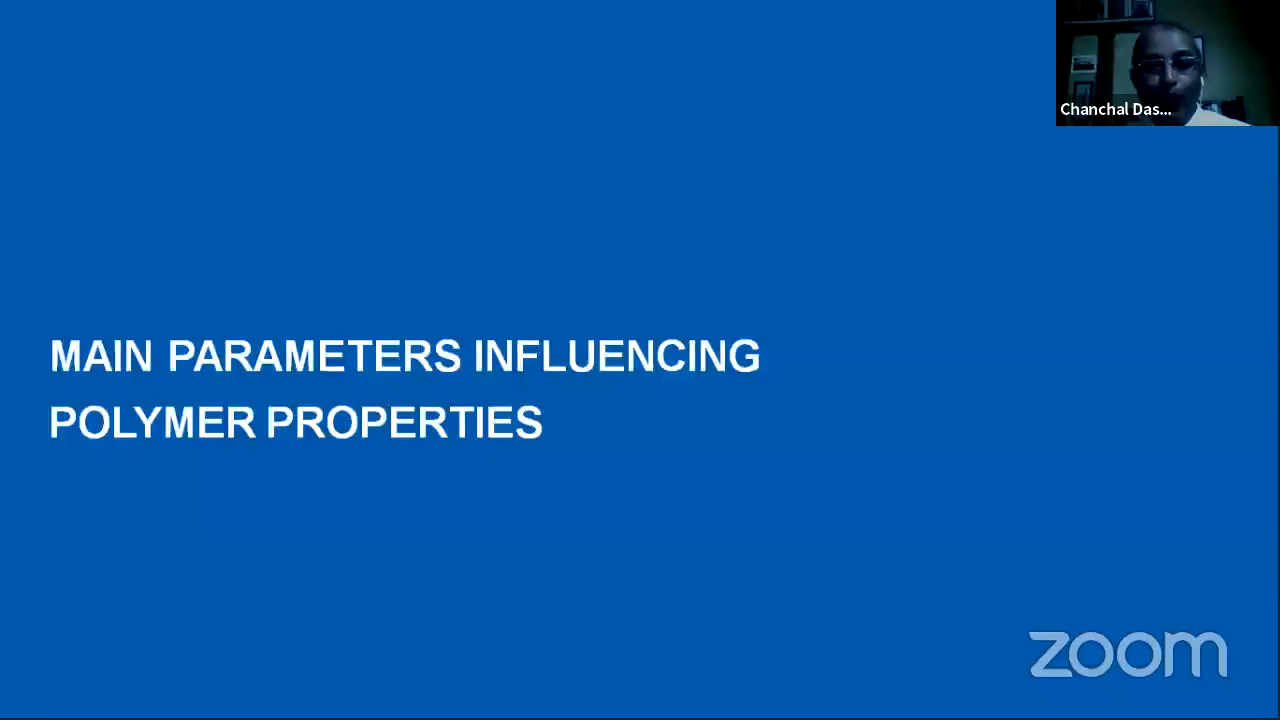 Chanchal Das...
MAIN PARAMETERS INFLUENCING
POLYMER PROPERTIES
zoom